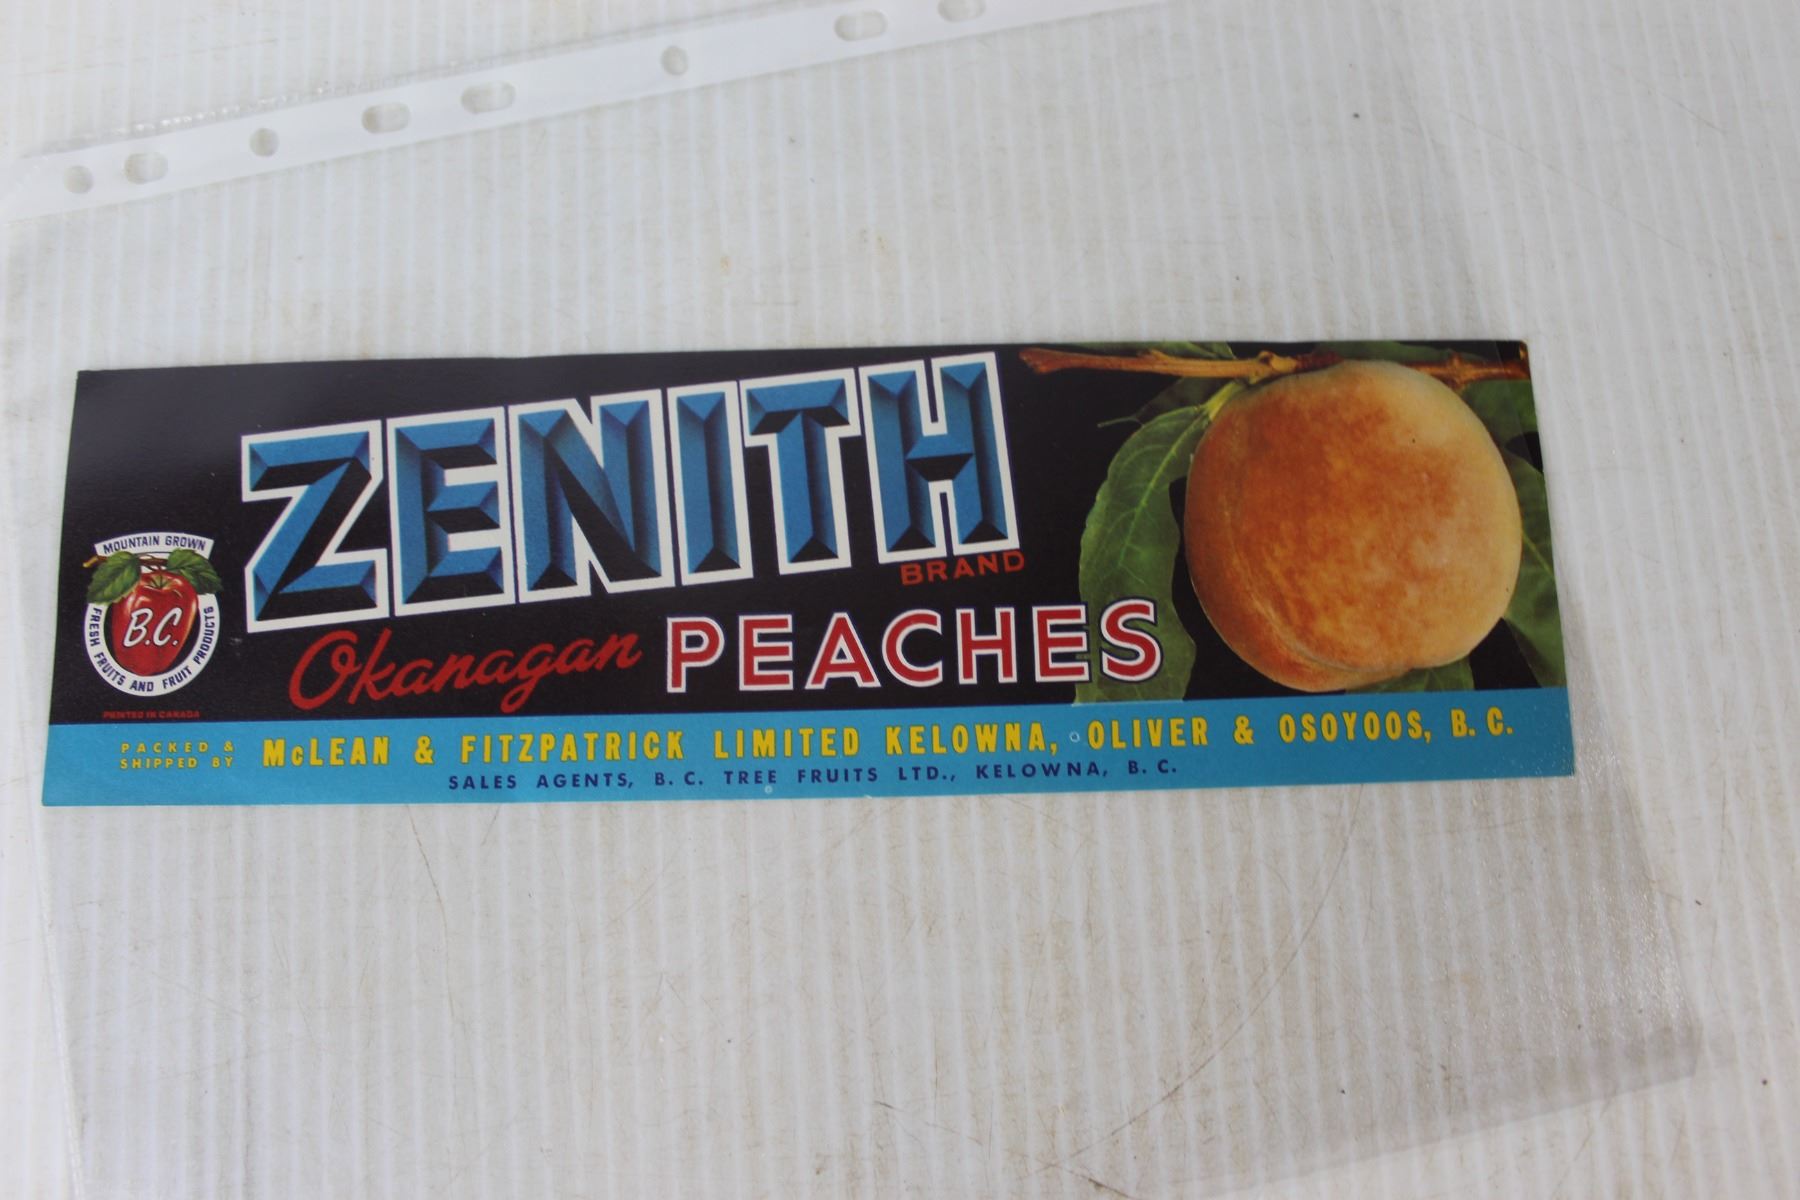 ZENITH
BRAND
Okanagan PEACHES
MOUNTAIN GROWN
B.C.
FRESH FRUITS AND FRUIT PRODUCTS
PRINTED IN CANADA
PACKED &
SHIPPED BY
McLEAN & FITZPATRICK LIMITED KELOWNA, OLIVER & OSOYOOS, B.C.
SALES AGENTS, B.C. TREE FRUITS LTD., KELOWNA, B.C.